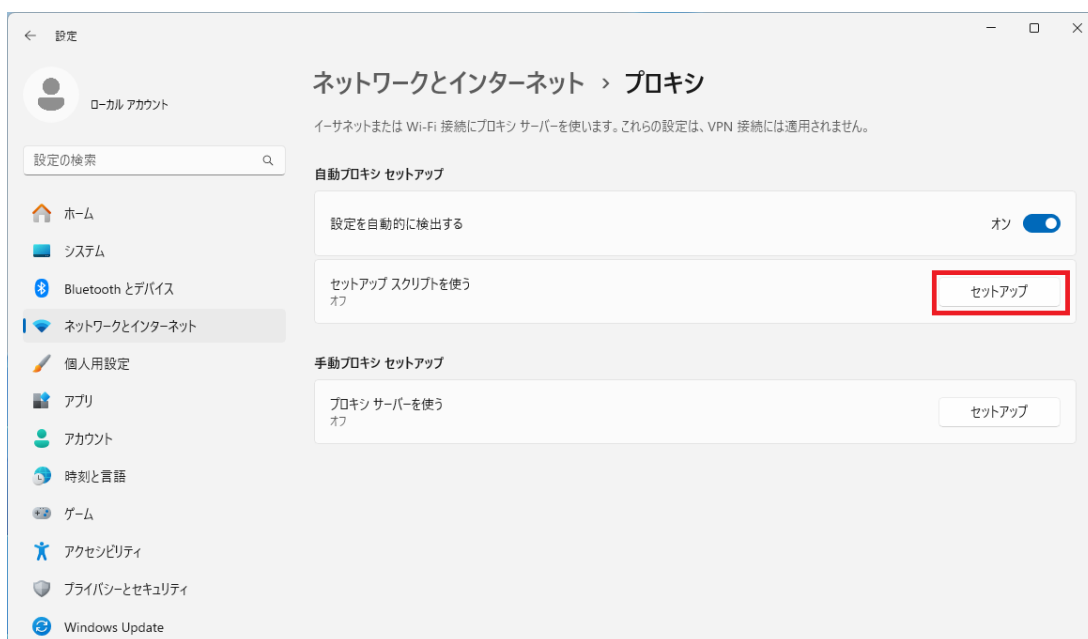 設定
ローカル アカウント
設定の検索
ホーム
システム
Bluetooth とデバイス
ネットワークとインターネット
個人用設定
アプリ
アカウント
時刻と言語
ゲーム
アクセシビリティ
プライバシーとセキュリティ
Windows Update
ネットワークとインターネット › プロキシ
イーサネットまたは Wi-Fi 接続にプロキシ サーバーを使います。これらの設定は、VPN 接続には適用されません。
自動プロキシ セットアップ
設定を自動的に検出する
オン
セットアップ スクリプトを使う
オフ
セットアップ
手動プロキシ セットアップ
プロキシ サーバーを使う
オフ
セットアップ